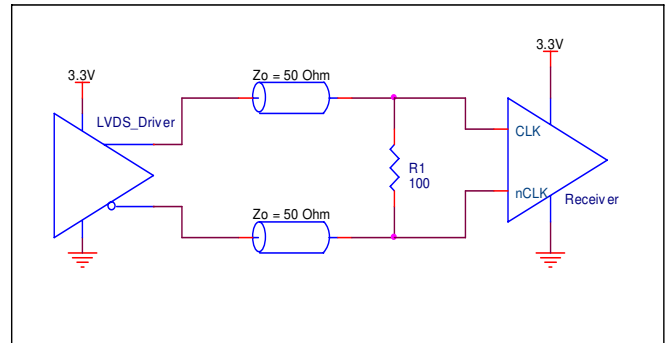 3.3V
3.3V
Zo = 50 Ohm
LVDS_Driver
CLK
R1
100
nCLK
Receiver
Zo = 50 Ohm